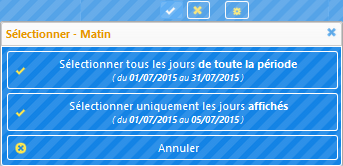 Sélectionner - Matin
Sélectionner tous les jours de toute la période
( du 01/07/2015 au 31/07/2015 )
Sélectionner uniquement les jours affichés
( du 01/07/2015 au 05/07/2015 )
Annuler